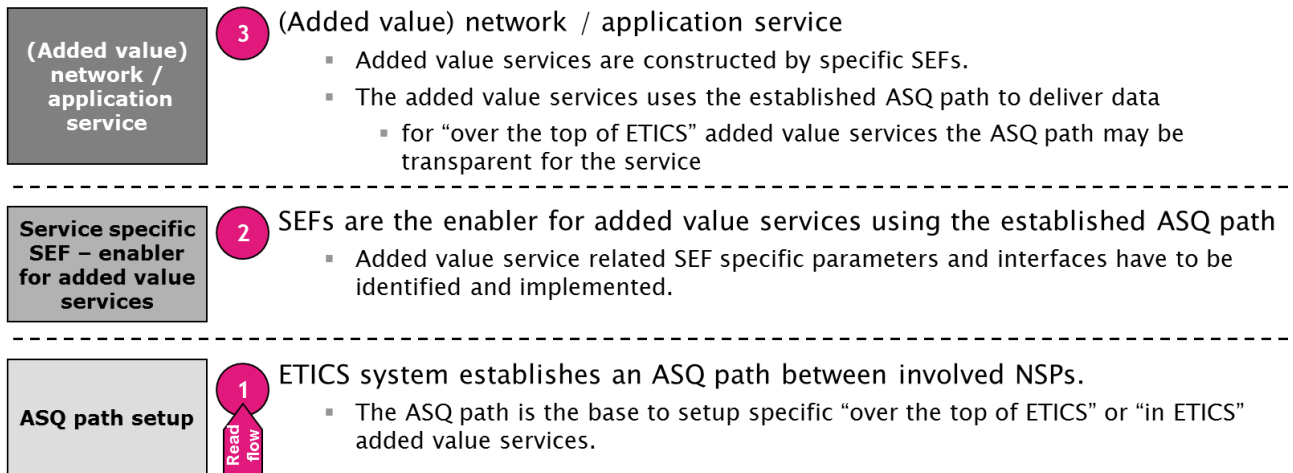 (Added value)
network /
application
service
3
(Added value) network / application service
▪ Added value services are constructed by specific SEFs.
▪ The added value services uses the established ASQ path to deliver data
▪ for “over the top of ETICS” added value services the ASQ path may be
transparent for the service
Service specific
SEF – enabler
for added value
services
2
SEFs are the enabler for added value services using the established ASQ path
▪ Added value service related SEF specific parameters and interfaces have to be
identified and implemented.
ASQ path setup
1
Read
flow
ETICS system establishes an ASQ path between involved NSPs.
▪ The ASQ path is the base to setup specific “over the top of ETICS” or “in ETICS”
added value services.